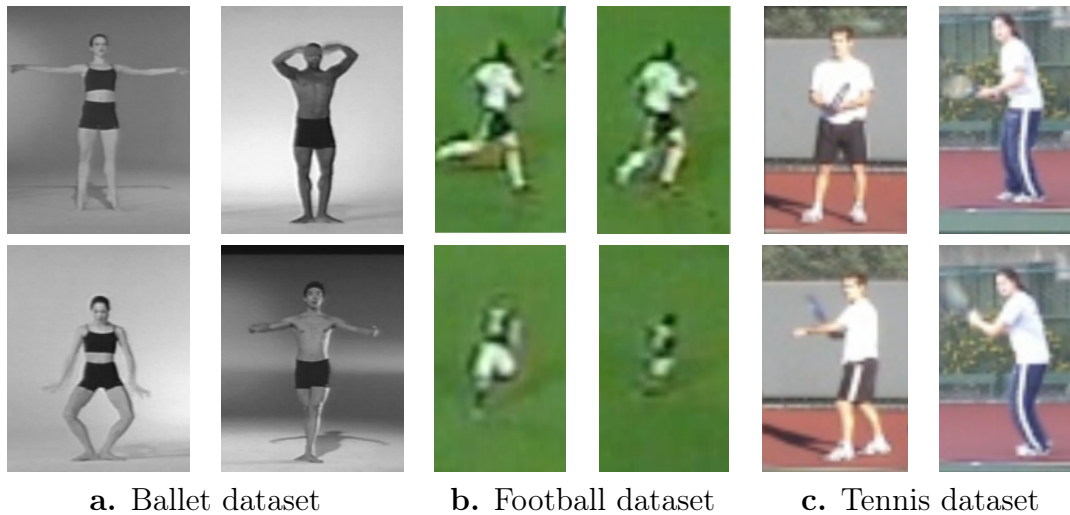 a. Ballet dataset
b. Football dataset
c. Tennis dataset